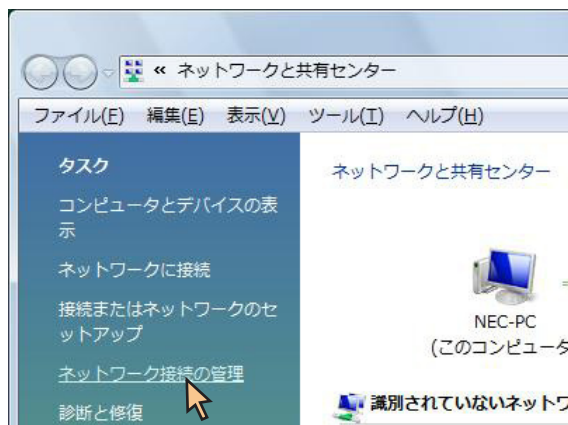 « ネットワークと共有センター
ファイル(F) 編集(E) 表示(V) ツール(T) ヘルプ(H)
タスク
コンピュータとデバイスの表
示
ネットワークに接続
接続またはネットワークのセ
ットアップ
ネットワーク接続の管理
診断と修復
ネットワークと共有センター
NEC-PC
(このコンピュータ
識別されていないネットワ